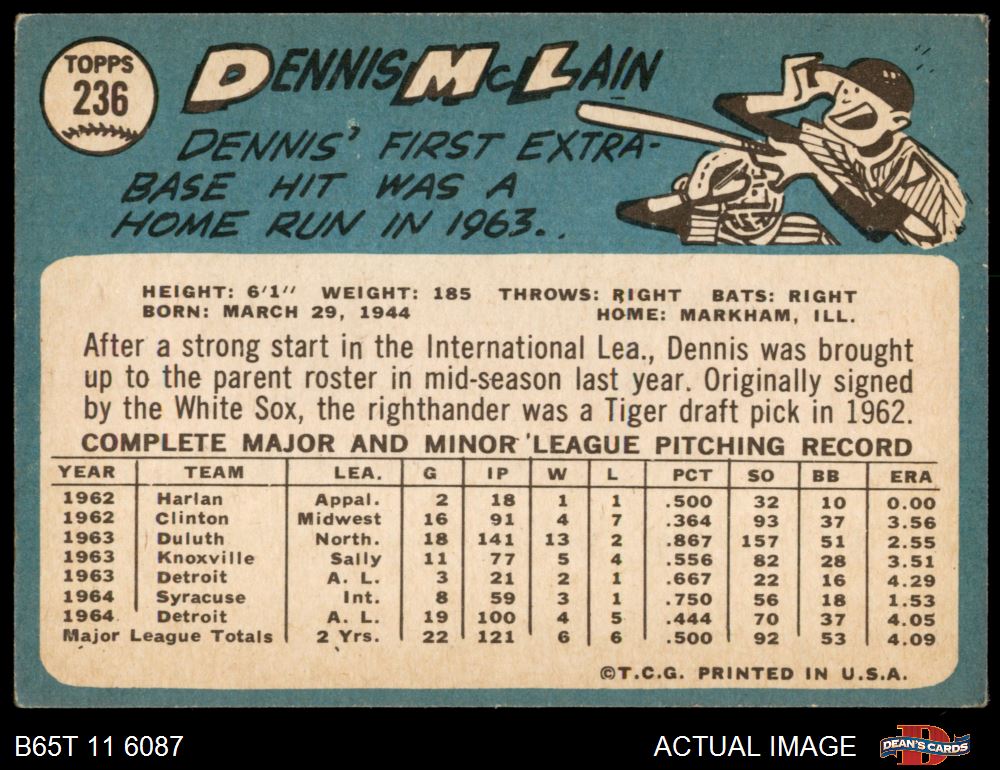 TOPPS
236
DENNIS McLAIN
DENNIS' FIRST EXTRA-
BASE HIT WAS A
HOME RUN IN 1963..
HEIGHT: 6'1" WEIGHT: 185 THROWS: RIGHT BATS: RIGHT
BORN: MARCH 29, 1944 HOME: MARKHAM, ILL.
After a strong start in the International Lea., Dennis was brought
up to the parent roster in mid-season last year. Originally signed
by the White Sox, the righthander was a Tiger draft pick in 1962.
COMPLETE MAJOR AND MINOR LEAGUE PITCHING RECORD
YEAR TEAM LEA. G IP W L PCT SO BB ERA
1962 Harlan Appal. 2 18 1 1 .500 32 10 0.00
1962 Clinton Midwest 16 91 4 7 .364 93 37 3.56
1963 Duluth North. 18 141 13 2 .867 157 51 2.55
1963 Knoxville Sally 11 77 5 4 .556 82 28 3.51
1963 Detroit A. L. 3 21 2 1 .667 22 16 4.29
1964 Syracuse Int. 8 59 3 1 .750 56 18 1.53
1964 Detroit A. L. 19 100 4 5 .444 70 37 4.05
Major League Totals 2 Yrs. 22 121 6 6 .500 92 53 4.09
©T.C.G. PRINTED IN U.S.A.
B65T 11 6087 ACTUAL IMAGE D DEAN'S CARDS